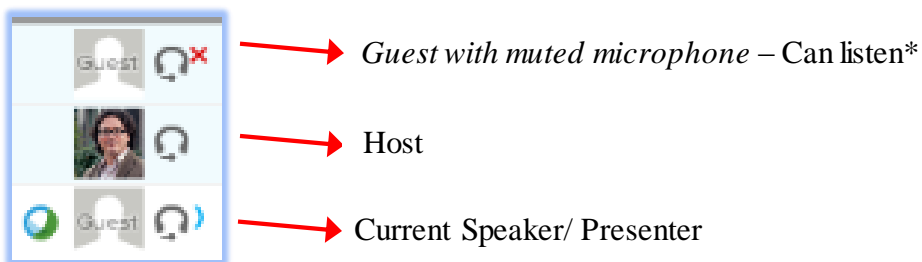 Guest
Guest with muted microphone – Can listen*
Host
Guest
Current Speaker/ Presenter